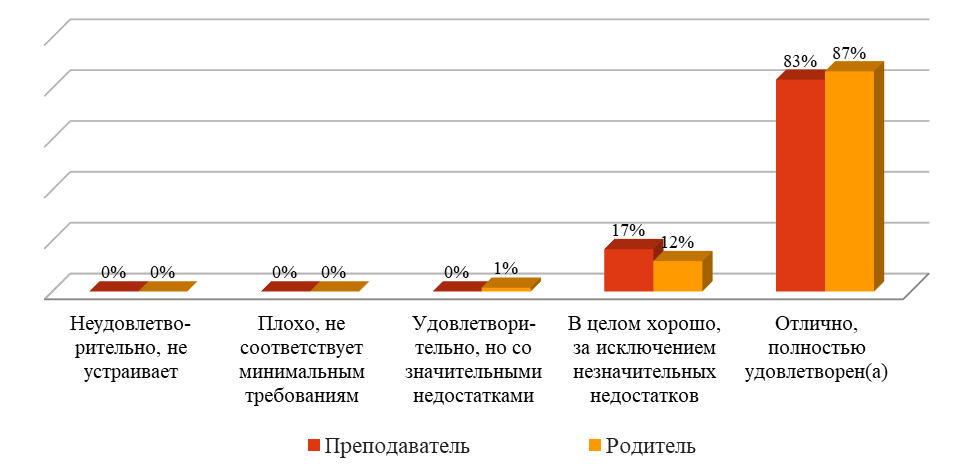 83% 87%
17% 12%
0% 0% 0% 0% 0% 1%
Неудовлетво-
рительно, не
устраивает
Плохо, не
соответствует
минимальным
требованиям
Удовлетвори-
тельно, но со
значительными
недостатками
В целом хорошо,
за исключением
незначительных
недостатков
Отлично,
полностью
удовлетворен(а)
Преподаватель Родитель